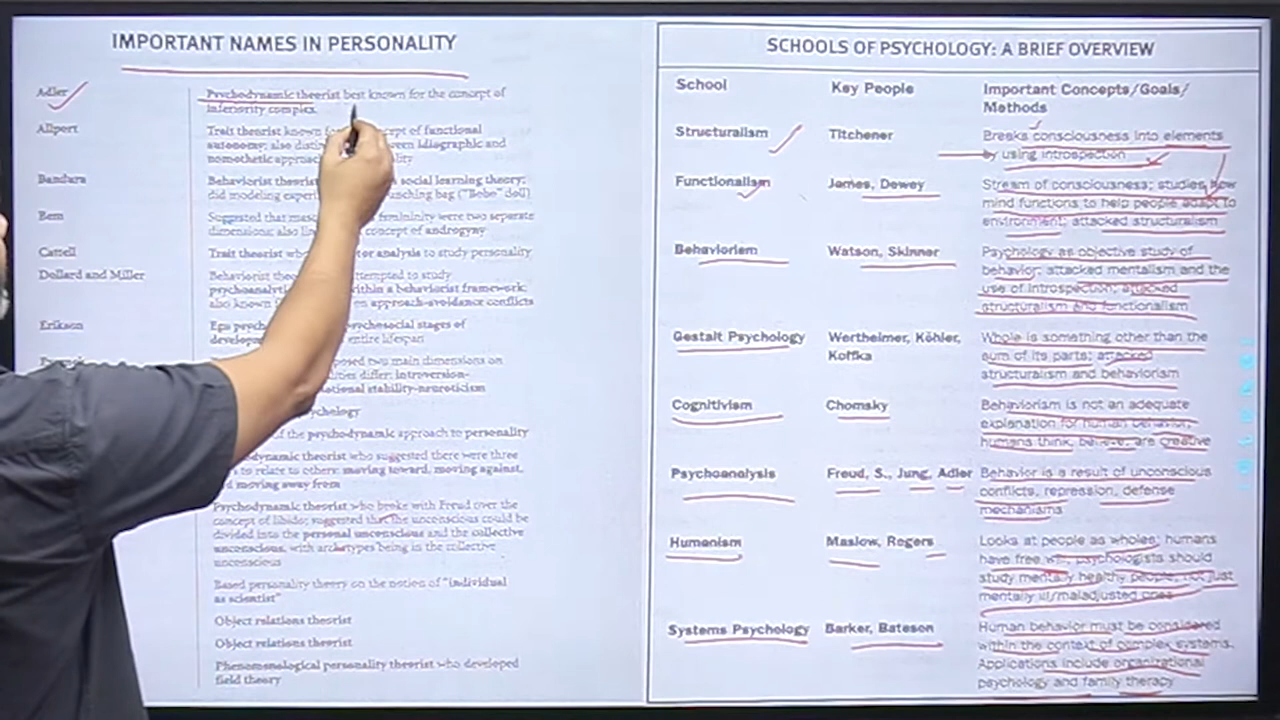 IMPORTANT NAMES IN PERSONALITY
Adler
Psychodynamic theorist best known for the concept of
inferiority complex.
Allport
Trait theorist known cept of functional
autonomy; also een idiographic and
nomothetic
Bandura
Behaviorist theorist social learning theory;
did modeling punching bag ("Bobo" doll)
Bem
Suggested that femininity were two separate
dimensions; also concept of androgyny
Cattell
Trait theorist analysis to study personality
Dollard and Miller
Behaviorist attempted to study
within a behaviorist framework;
also known approach-avoidance conflicts
Erikson
Ego psychosocial stages of
entire lifespan
two main dimensions on
differ: introversion-
stability-neuroticism
of the psychodynamic approach to personality
who suggested there were three
to relate to others: moving toward, moving against,
moving away from
Psychodynamic theorist who broke with Freud over the
concept of libido; suggested that the unconscious could be
divided into the personal unconscious and the collective
unconscious, with archetypes being in the collective
unconscious
Based personality theory on the notion of "individual
as scientist"
Object relations theorist
Object relations theorist
Phenomenological personality theorist who developed
field theory
SCHOOLS OF PSYCHOLOGY: A BRIEF OVERVIEW
School
Key People
Important Concepts/Goals/
Methods
Structuralism
Titchener
Breaks consciousness into elements
by using introspection
Functionalism
James, Dewey
Stream of consciousness; studies how
mind functions to help people adapt to
environment; attacked structuralism
Behaviorism
Watson, Skinner
Psychology as objective study of
behavior; attacked mentalism and the
use of introspection; attacked
structuralism and functionalism
Gestalt Psychology
Wertheimer, Köhler,
Koffka
Whole is something other than the
sum of its parts; attacked
structuralism and behaviorism
Cognitivism
Chomsky
Behaviorism is not an adequate
explanation for human behavior;
humans think, believe, are creative
Psychoanalysis
Freud, S., Jung, Adler
Behavior is a result of unconscious
conflicts, repression, defense
mechanisms
Humanism
Maslow, Rogers
Looks at people as wholes; humans
have free will; psychologists should
study mentally healthy people, not just
mentally ill/maladjusted ones
Systems Psychology
Barker, Bateson
Human behavior must be considered
within the context of complex systems.
Applications include organizational
psychology and family therapy